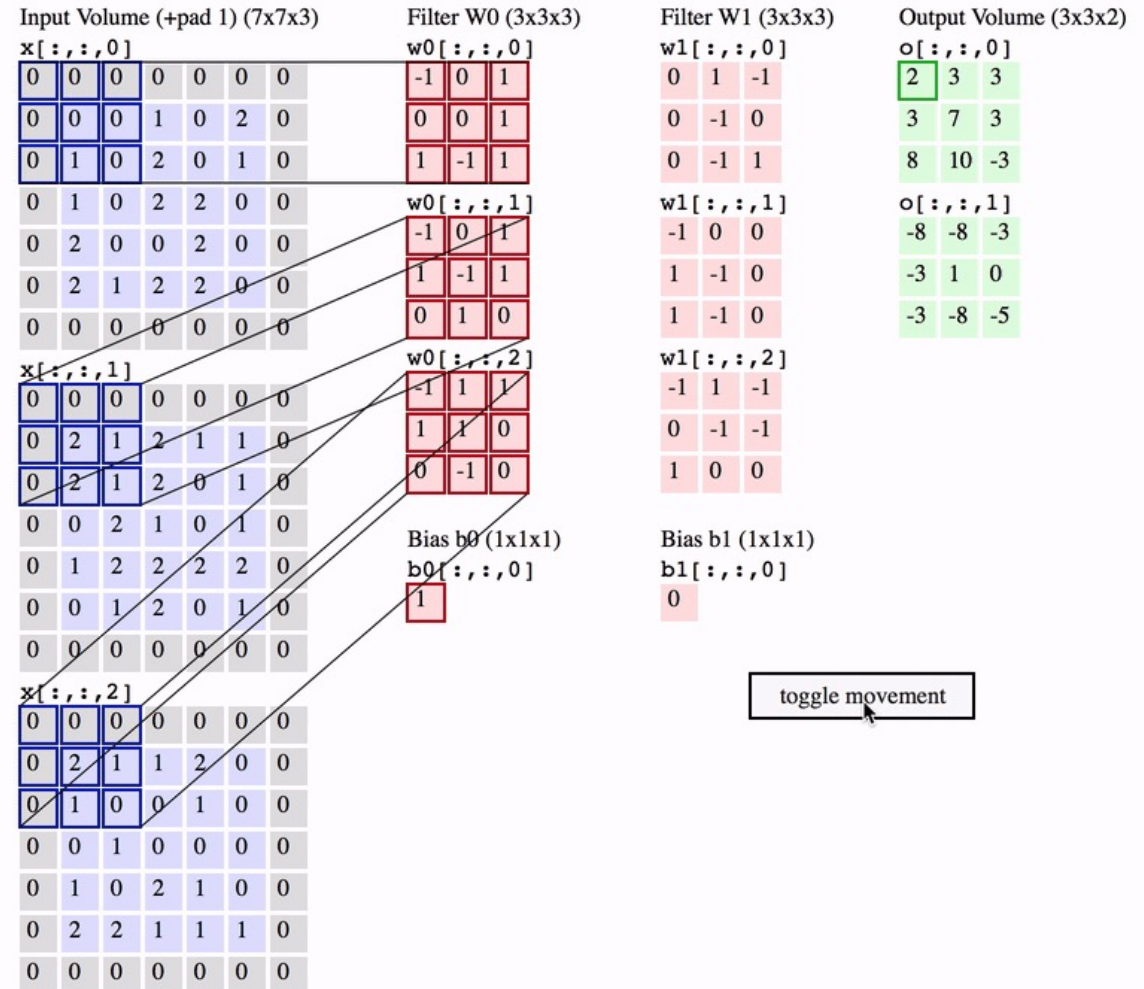 Input Volume (+pad 1) (7x7x3)
x[:,:,0]
0 0 0 0 0 0 0
0 0 0 1 0 2 0
0 1 0 2 0 1 0
0 1 0 2 2 0 0
0 2 0 0 2 0 0
0 2 1 2 2 0 0
0 0 0 0 0 0 0
x[:,:,1]
0 0 0 0 0 0 0
0 2 1 2 1 1 0
0 2 1 2 0 1 0
0 0 2 1 0 1 0
0 1 2 2 2 2 0
0 0 1 2 0 1 0
0 0 0 0 0 0 0
x[:,:,2]
0 0 0 0 0 0 0
0 2 1 1 2 0 0
0 1 0 0 1 0 0
0 0 1 0 0 0 0
0 1 0 2 1 0 0
0 2 2 1 1 1 0
0 0 0 0 0 0 0
Filter W0 (3x3x3)
w0[:,:,0]
-1 0 1
0 0 1
1 -1 1
w0[:,:,1]
-1 0 1
1 -1 1
0 1 0
w0[:,:,2]
-1 1 1
1 1 0
0 -1 0
Bias b0 (1x1x1)
b0[:,:,0]
1
Filter W1 (3x3x3)
w1[:,:,0]
0 1 -1
0 -1 0
0 -1 1
w1[:,:,1]
-1 0 0
1 -1 0
1 -1 0
w1[:,:,2]
-1 1 -1
0 -1 -1
1 0 0
Bias b1 (1x1x1)
b1[:,:,0]
0
Output Volume (3x3x2)
o[:,:,0]
2 3 3
3 7 3
8 10 -3
o[:,:,1]
-8 -8 -3
-3 1 0
-3 -8 -5
toggle movement